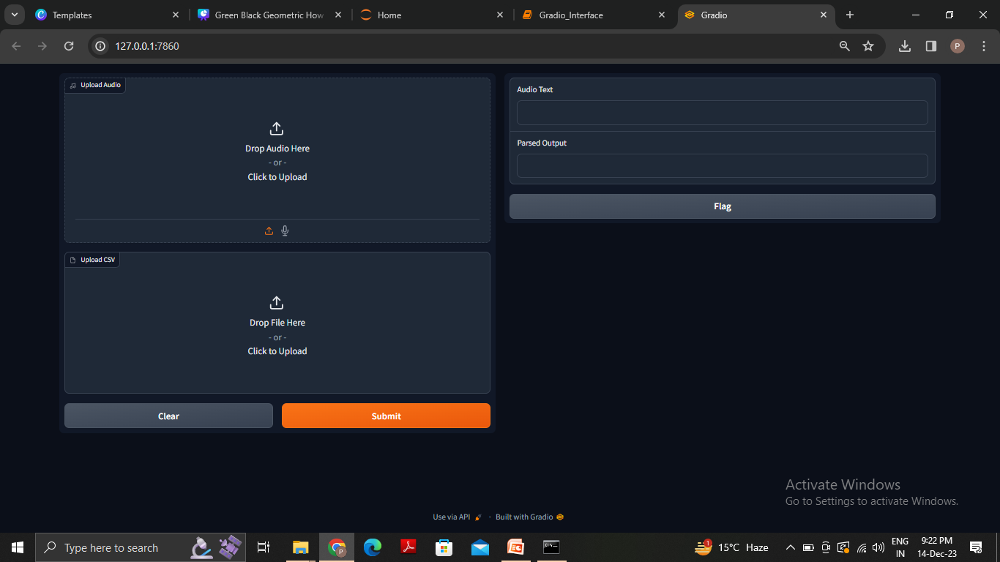 Templates
Green Black Geometric How
Home
Gradio_Interface
Gradio
127.0.0.1:7860
P
Upload Audio
Drop Audio Here
- or -
Click to Upload
Upload CSV
Drop File Here
- or -
Click to Upload
Clear
Submit
Audio Text
Parsed Output
Flag
Activate Windows
Go to Settings to activate Windows.
Use via API · Built with Gradio
Type here to search
P
1
15°C Haze
ENG
IN
9:22 PM
14-Dec-23